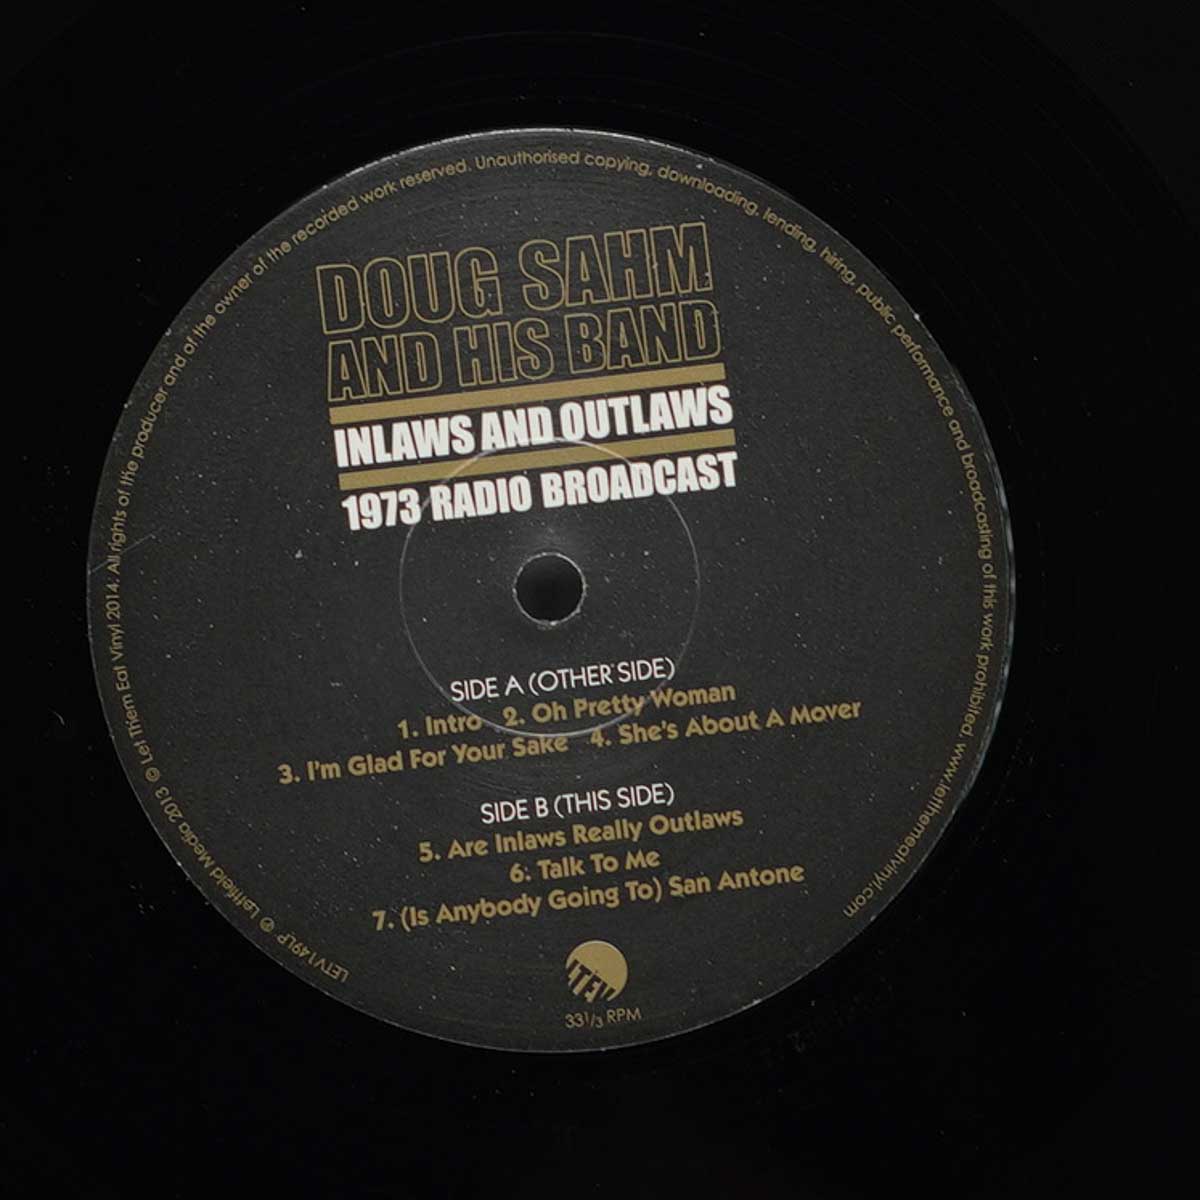 LETV149LP ℗ Leftfield Media 2013 © Let Them Eat Vinyl 2014. All rights of the producer and of the owner of the recorded work reserved. Unauthorised copying, downloading, lending, hiring, public performance and broadcasting of this work prohibited. www.letthemeatvinyl.com
DOUG SAHM
AND HIS BAND
INLAWS AND OUTLAWS
1973 RADIO BROADCAST
SIDE A (OTHER SIDE)
1. Intro 2. Oh Pretty Woman
3. I'm Glad For Your Sake 4. She's About A Mover
SIDE B (THIS SIDE)
5. Are Inlaws Really Outlaws
6. Talk To Me
7. (Is Anybody Going To) San Antone
LTEV
33 1/3 RPM